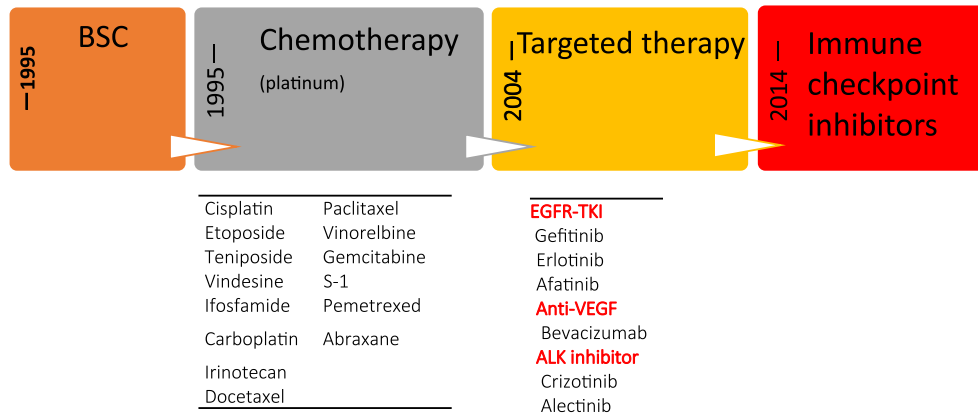 —1995
BSC
1995 —
Chemotherapy
(platinum)
2004 —
Targeted therapy
2014 —
Immune
checkpoint
inhibitors
Cisplatin Paclitaxel
Etoposide Vinorelbine
Teniposide Gemcitabine
Vindesine S-1
Ifosfamide Pemetrexed
Carboplatin Abraxane
Irinotecan
Docetaxel
EGFR-TKI
Gefitinib
Erlotinib
Afatinib
Anti-VEGF
Bevacizumab
ALK inhibitor
Crizotinib
Alectinib